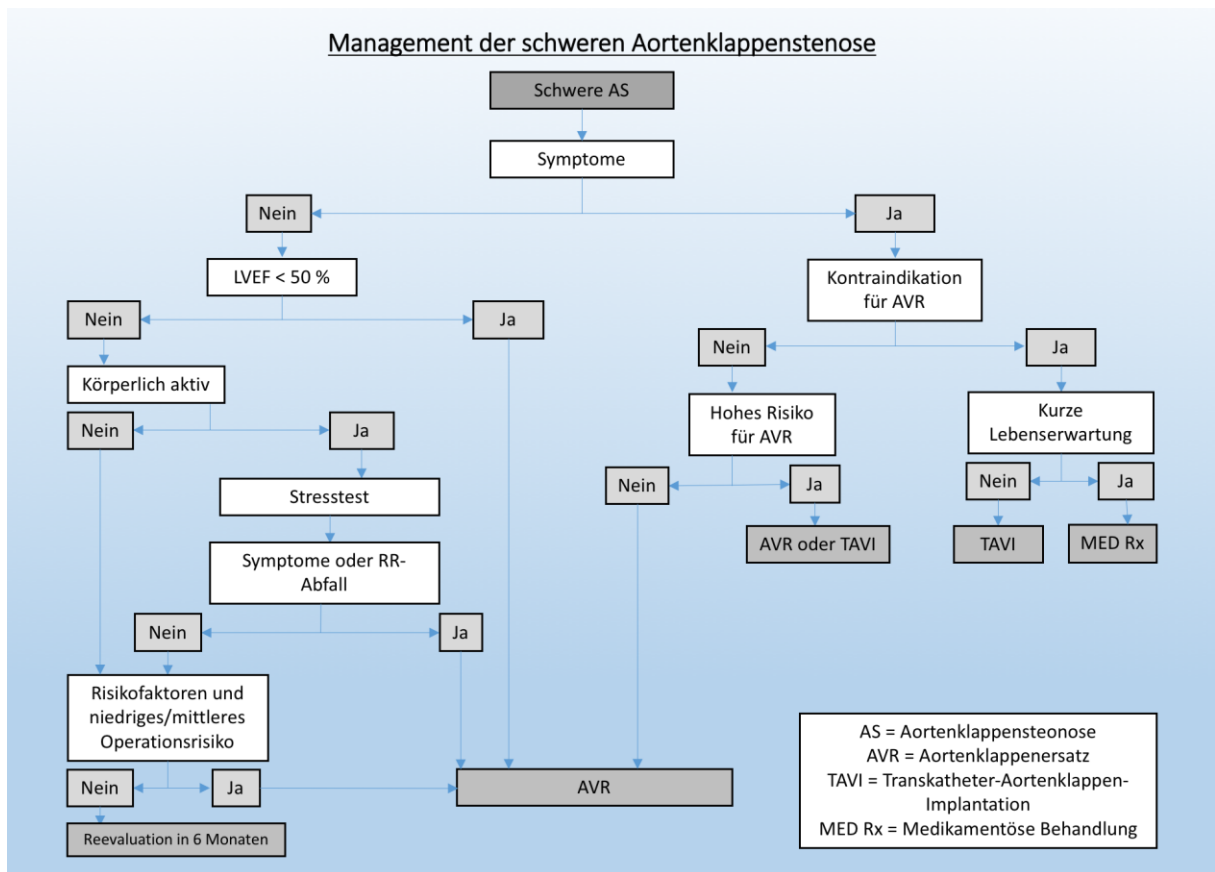 Management der schweren Aortenklappenstenose
Schwere AS
Symptome
Nein
Ja
LVEF < 50 %
Kontraindikation
für AVR
Nein
Ja
Nein
Ja
Körperlich aktiv
Hohes Risiko
für AVR
Kurze
Lebenserwartung
Nein
Ja
Nein
Ja
Nein
Ja
Stresstest
AVR oder TAVI
TAVI
MED Rx
Symptome oder RR-
Abfall
Nein
Ja
Risikofaktoren und
niedriges/mittleres
Operationsrisiko
Nein
Ja
AVR
Reevaluation in 6 Monaten
AS = Aortenklappensteonose
AVR = Aortenklappenersatz
TAVI = Transkatheter-Aortenklappen-
Implantation
MED Rx = Medikamentöse Behandlung